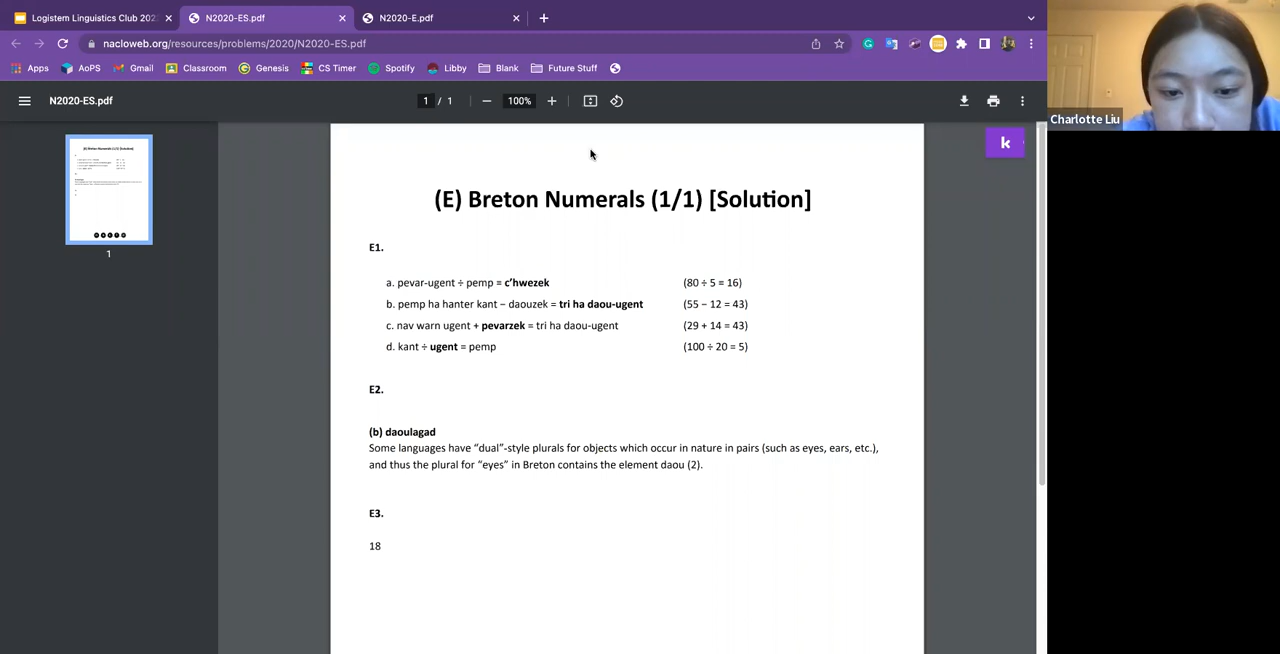 Logistem Linguistics Club 202
N2020-ES.pdf
N2020-E.pdf
nacloweb.org/resources/problems/2020/N2020-ES.pdf
Apps
AoPS
Gmail
Classroom
Genesis
CS Timer
Spotify
Libby
Blank
Future Stuff
N2020-ES.pdf
1 / 1
100%
Charlotte Liu
k
1
(E) Breton Numerals (1/1) [Solution]
E1.
a. pevar-ugent ÷ pemp = c’hwezek (80 ÷ 5 = 16)
b. pemp ha hanter kant − daouzek = tri ha daou-ugent (55 − 12 = 43)
c. nav warn ugent + pevarzek = tri ha daou-ugent (29 + 14 = 43)
d. kant ÷ ugent = pemp (100 ÷ 20 = 5)
E2.
(b) daoulagad
Some languages have “dual”-style plurals for objects which occur in nature in pairs (such as eyes, ears, etc.),
and thus the plural for “eyes” in Breton contains the element daou (2).
E3.
18